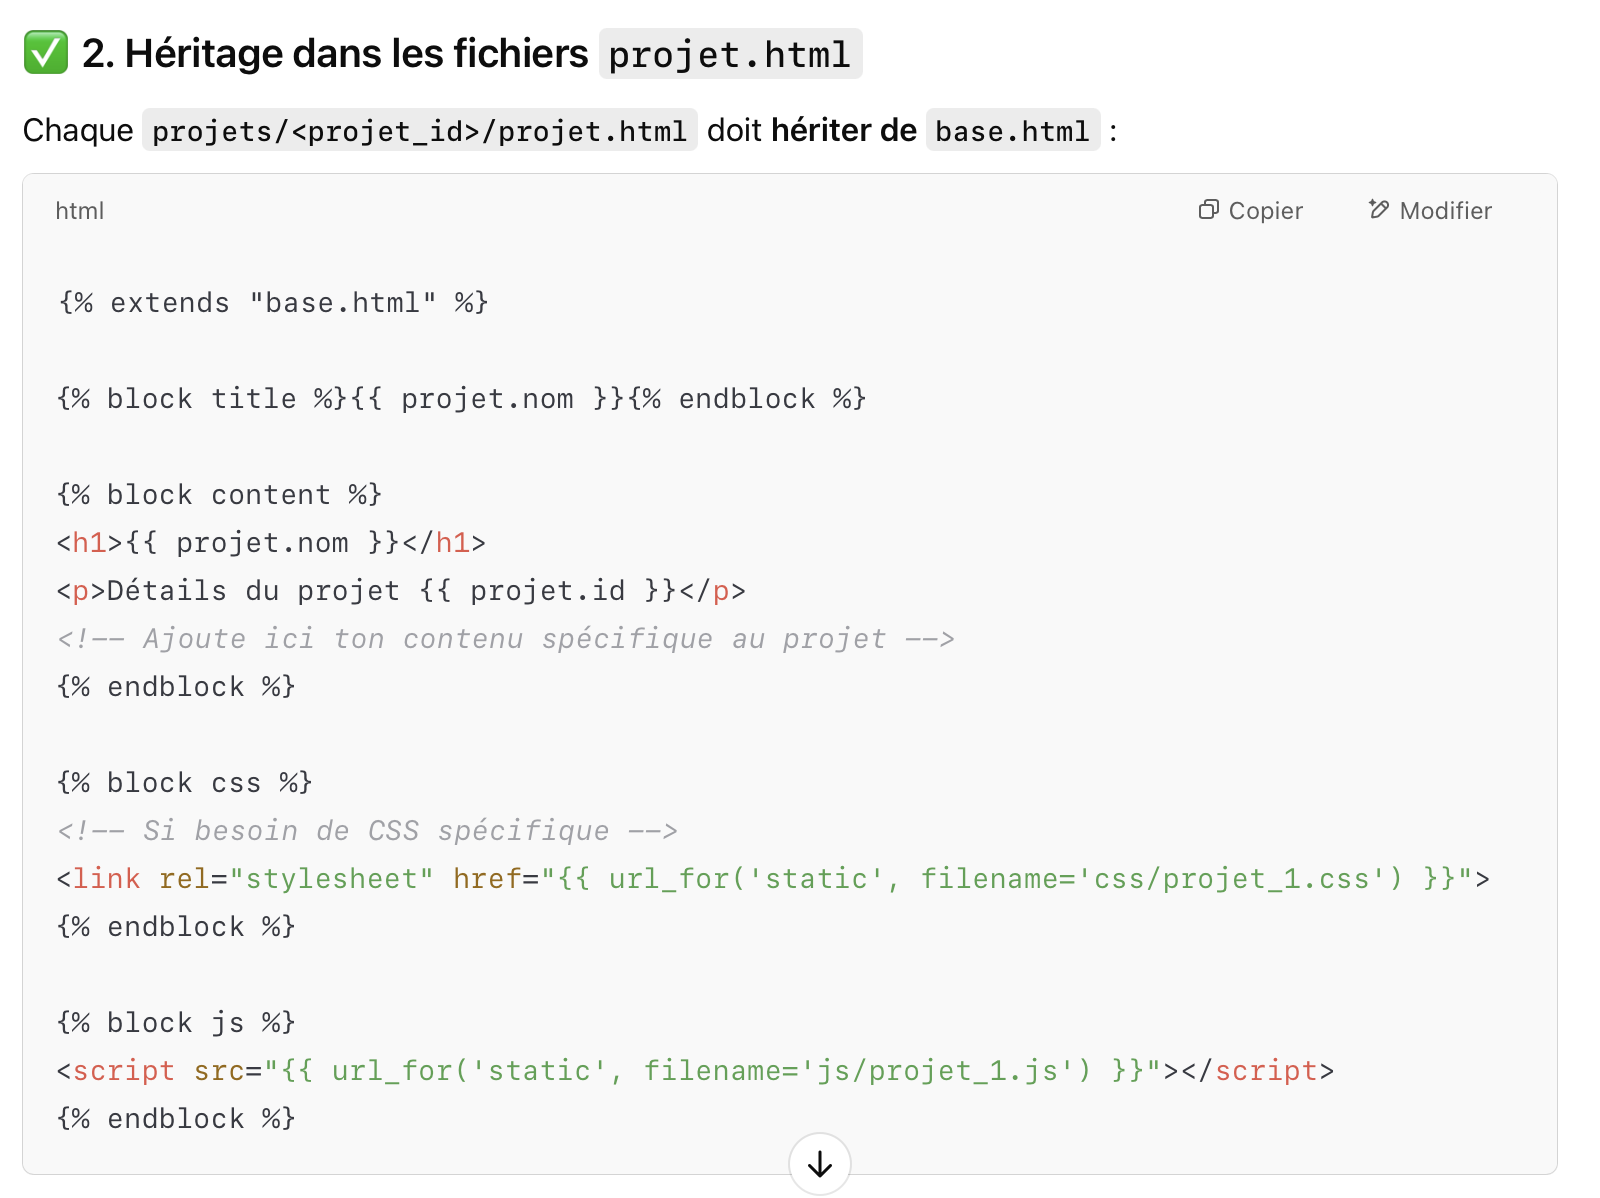 ✅ 2. Héritage dans les fichiers projet.html
Chaque projets/<projet_id>/projet.html doit hériter de base.html :
html
Copier
Modifier
{% extends "base.html" %}
{% block title %}{{ projet.nom }}{% endblock %}
{% block content %}
<h1>{{ projet.nom }}</h1>
<p>Détails du projet {{ projet.id }}</p>
<!-- Ajoute ici ton contenu spécifique au projet -->
{% endblock %}
{% block css %}
<!-- Si besoin de CSS spécifique -->
<link rel="stylesheet" href="{{ url_for('static', filename='css/projet_1.css') }}">
{% endblock %}
{% block js %}
<script src="{{ url_for('static', filename='js/projet_1.js') }}"></script>
{% endblock %}